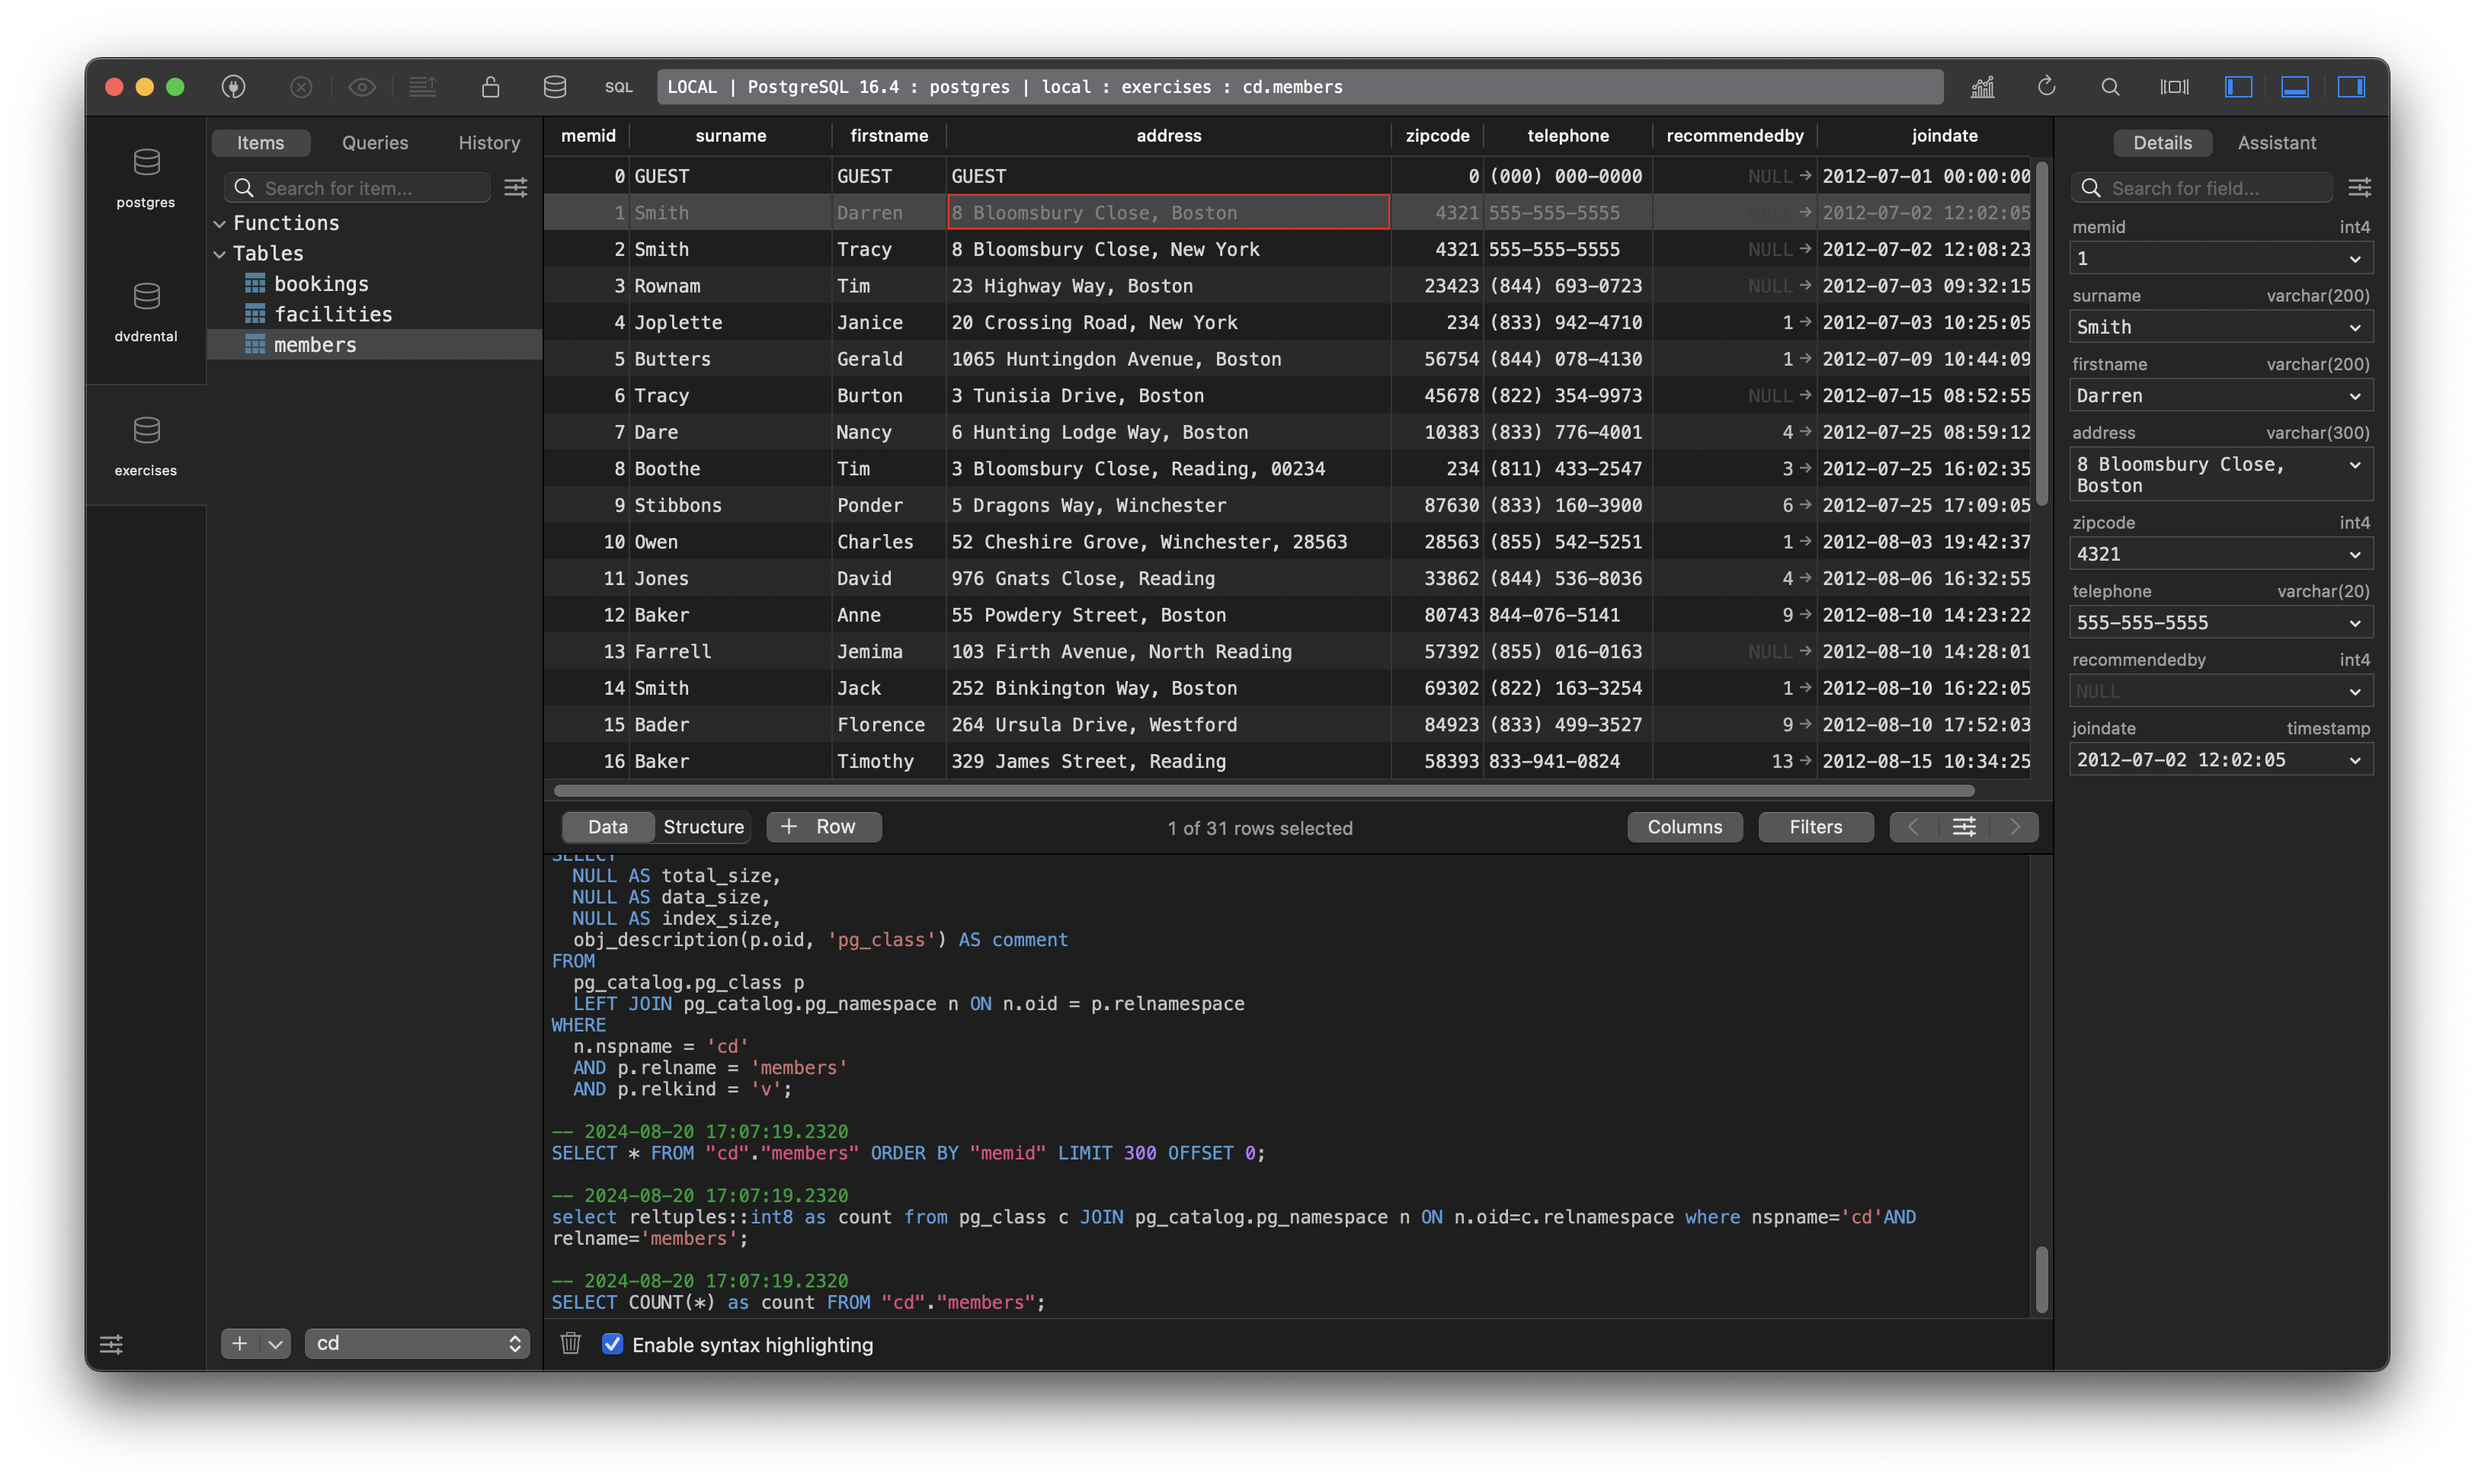 SQL
LOCAL | PostgreSQL 16.4 : postgres | local : exercises : cd.members
postgres
dvdrental
exercises
Items Queries History
Search for item...
Functions
Tables
bookings
facilities
members
cd
memid surname firstname address zipcode telephone recommendedby joindate
0 GUEST GUEST GUEST 0 (000) 000-0000 NULL → 2012-07-01 00:00:00
1 Smith Darren 8 Bloomsbury Close, Boston 4321 555-555-5555 NULL → 2012-07-02 12:02:05
2 Smith Tracy 8 Bloomsbury Close, New York 4321 555-555-5555 NULL → 2012-07-02 12:08:23
3 Rownam Tim 23 Highway Way, Boston 23423 (844) 693-0723 NULL → 2012-07-03 09:32:15
4 Joplette Janice 20 Crossing Road, New York 234 (833) 942-4710 1 → 2012-07-03 10:25:05
5 Butters Gerald 1065 Huntingdon Avenue, Boston 56754 (844) 078-4130 1 → 2012-07-09 10:44:09
6 Tracy Burton 3 Tunisia Drive, Boston 45678 (822) 354-9973 NULL → 2012-07-15 08:52:55
7 Dare Nancy 6 Hunting Lodge Way, Boston 10383 (833) 776-4001 4 → 2012-07-25 08:59:12
8 Boothe Tim 3 Bloomsbury Close, Reading, 00234 234 (811) 433-2547 3 → 2012-07-25 16:02:35
9 Stibbons Ponder 5 Dragons Way, Winchester 87630 (833) 160-3900 6 → 2012-07-25 17:09:05
10 Owen Charles 52 Cheshire Grove, Winchester, 28563 28563 (855) 542-5251 1 → 2012-08-03 19:42:37
11 Jones David 976 Gnats Close, Reading 33862 (844) 536-8036 4 → 2012-08-06 16:32:55
12 Baker Anne 55 Powdery Street, Boston 80743 844-076-5141 9 → 2012-08-10 14:23:22
13 Farrell Jemima 103 Firth Avenue, North Reading 57392 (855) 016-0163 NULL → 2012-08-10 14:28:01
14 Smith Jack 252 Binkington Way, Boston 69302 (822) 163-3254 1 → 2012-08-10 16:22:05
15 Bader Florence 264 Ursula Drive, Westford 84923 (833) 499-3527 9 → 2012-08-10 17:52:03
16 Baker Timothy 329 James Street, Reading 58393 833-941-0824 13 → 2012-08-15 10:34:25
Data Structure + Row 1 of 31 rows selected Columns Filters
SELECT
NULL AS total_size,
NULL AS data_size,
NULL AS index_size,
obj_description(p.oid, 'pg_class') AS comment
FROM
pg_catalog.pg_class p
LEFT JOIN pg_catalog.pg_namespace n ON n.oid = p.relnamespace
WHERE
n.nspname = 'cd'
AND p.relname = 'members'
AND p.relkind = 'v';
-- 2024-08-20 17:07:19.2320
SELECT * FROM "cd"."members" ORDER BY "memid" LIMIT 300 OFFSET 0;
-- 2024-08-20 17:07:19.2320
select reltuples::int8 as count from pg_class c JOIN pg_catalog.pg_namespace n ON n.oid=c.relnamespace where nspname='cd'AND
relname='members';
-- 2024-08-20 17:07:19.2320
SELECT COUNT(*) as count FROM "cd"."members";
Enable syntax highlighting
Details Assistant
Search for field...
memid int4
1
surname varchar(200)
Smith
firstname varchar(200)
Darren
address varchar(300)
8 Bloomsbury Close,
Boston
zipcode int4
4321
telephone varchar(20)
555-555-5555
recommendedby int4
NULL
joindate timestamp
2012-07-02 12:02:05